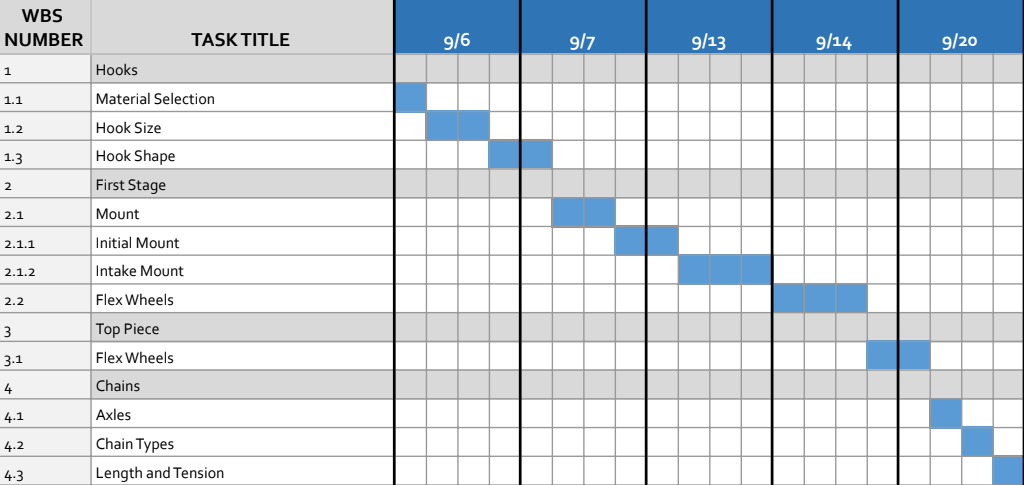 WBS NUMBER TASK TITLE 9/6 9/7 9/13 9/14 9/20
1 Hooks
1.1 Material Selection
1.2 Hook Size
1.3 Hook Shape
2 First Stage
2.1 Mount
2.1.1 Initial Mount
2.1.2 Intake Mount
2.2 Flex Wheels
3 Top Piece
3.1 Flex Wheels
4 Chains
4.1 Axles
4.2 Chain Types
4.3 Length and Tension